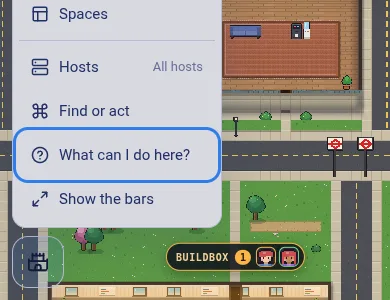 Spaces
Hosts All hosts
Find or act
What can I do here?
Show the bars
BUILDBOX 1